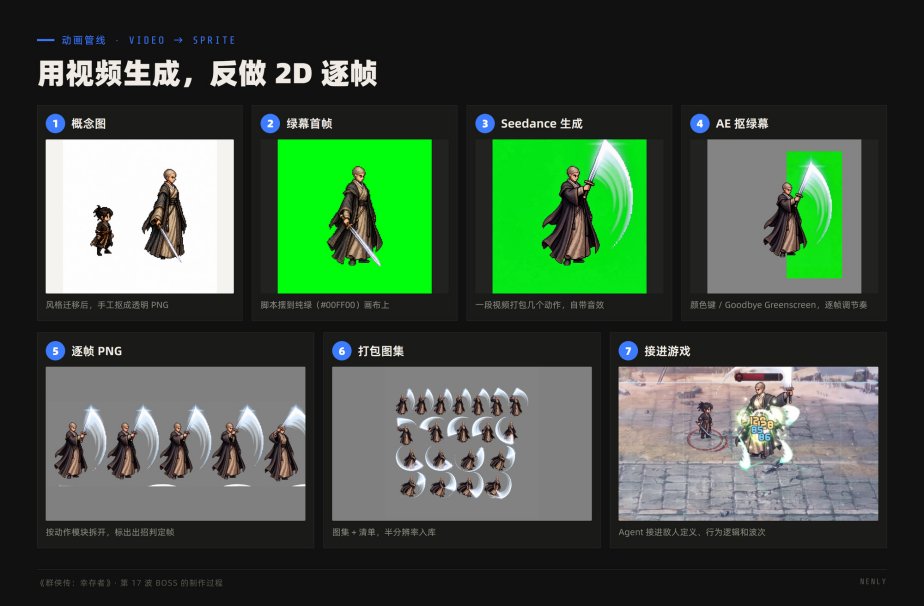 动画管线 · VIDEO → SPRITE
用视频生成，反做 2D 逐帧
1 概念图
风格迁移后，手工抠成透明 PNG
2 绿幕首帧
脚本摆到纯绿（#00FF00）画布上
3 Seedance 生成
一段视频打包几个动作，自带音效
4 AE 抠绿幕
颜色键 / Goodbye Greenscreen，逐帧调节奏
5 逐帧 PNG
按动作模块拆开，标出出招判定帧
6 打包图集
图集 + 清单，半分辨率入库
7 接进游戏
Agent 接进敌人定义、行为逻辑和波次
《群侠传：幸存者》· 第 17 波 BOSS 的制作过程
NENLY